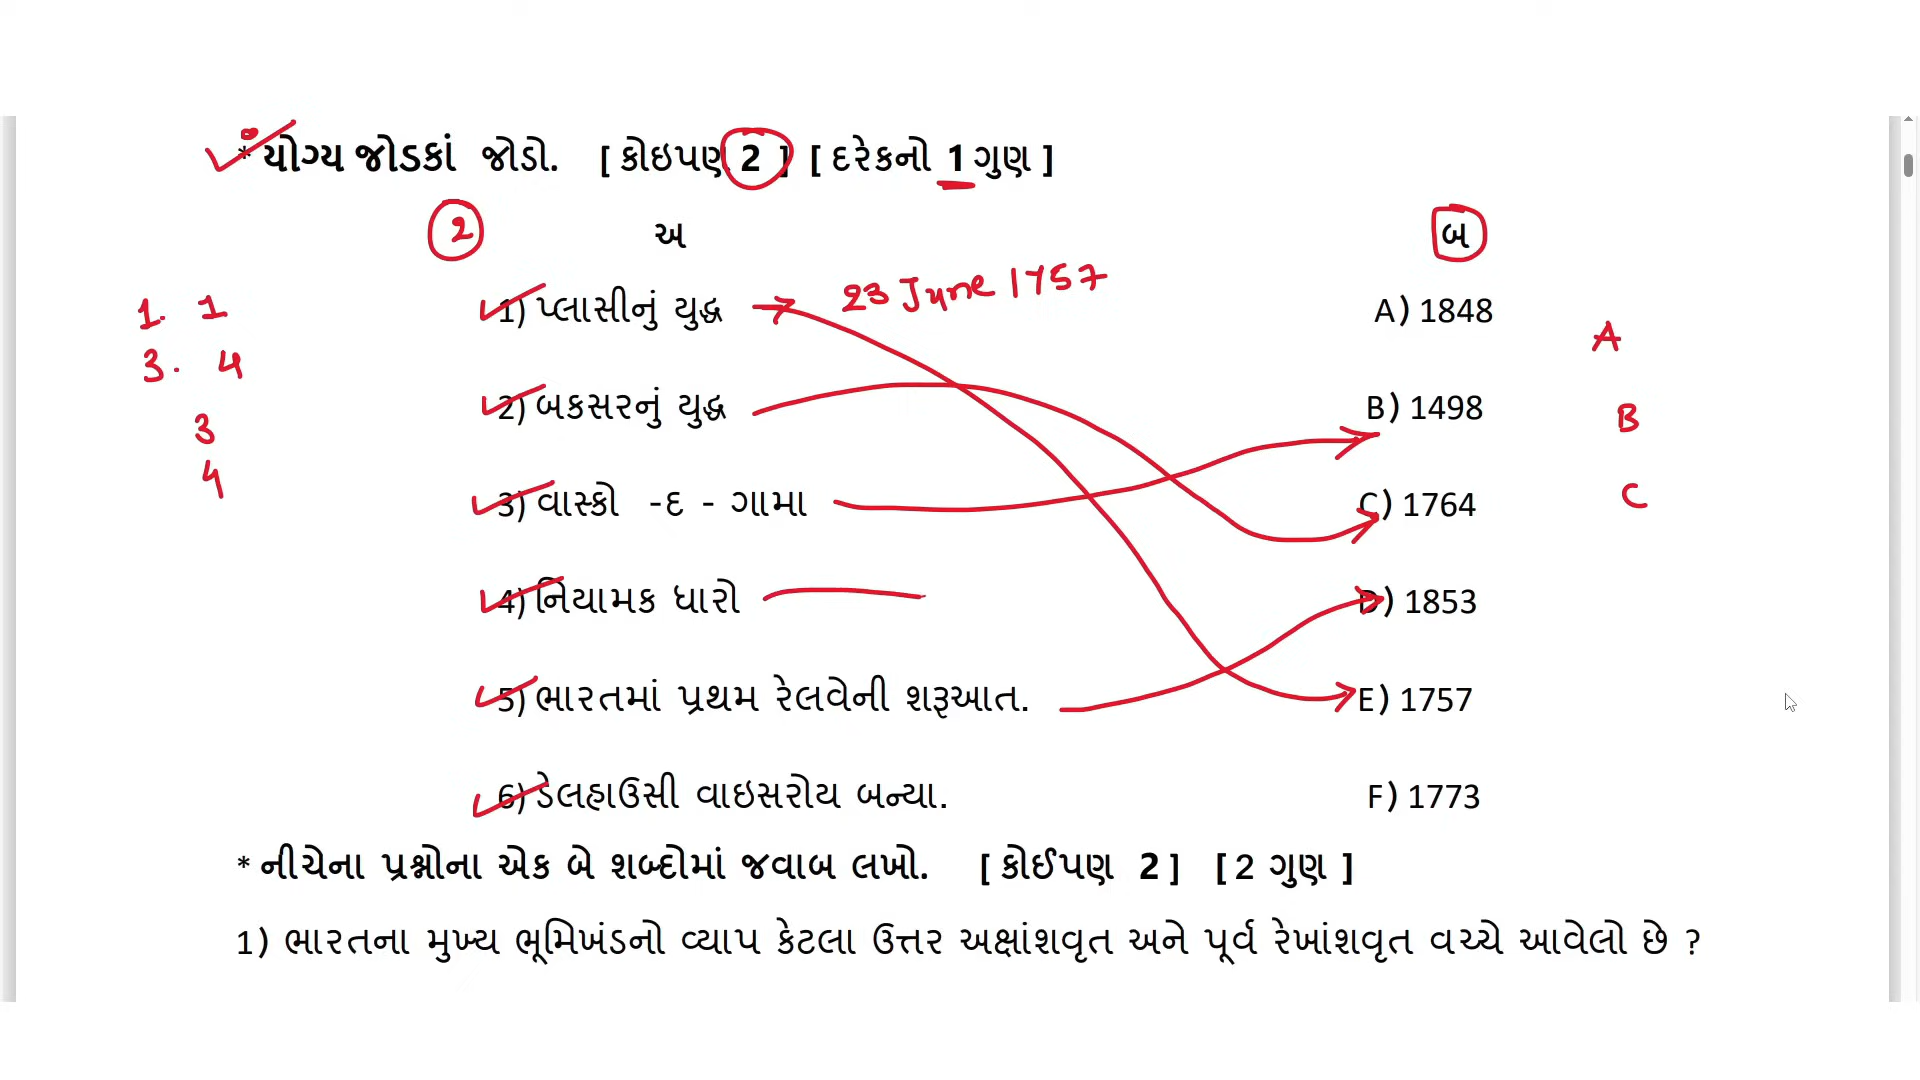 * યોગ્ય જોડકાં જોડો. [ કોઇપણ 2 ] [ દરેકનો 1 ગુણ ]
2 અ બ
1. 1 1) પ્લાસીનું યુદ્ધ 23 June 1757 A) 1848 A
3. 4
3 2) બકસરનું યુદ્ધ B) 1498 B
4 3) વાસ્કો -દ - ગામા C) 1764 C
4) નિયામક ધારો D) 1853
5) ભારતમાં પ્રથમ રેલવેની શરૂઆત. E) 1757
6) ડેલહાઉસી વાઇસરોય બન્યા. F) 1773
* નીચેના પ્રશ્નોના એક બે શબ્દોમાં જવાબ લખો. [ કોઈપણ 2 ] [ 2 ગુણ ]
1) ભારતના મુખ્ય ભૂમિખંડનો વ્યાપ કેટલા ઉત્તર અક્ષાંશવૃત અને પૂર્વ રેખાંશવૃત વચ્ચે આવેલો છે ?